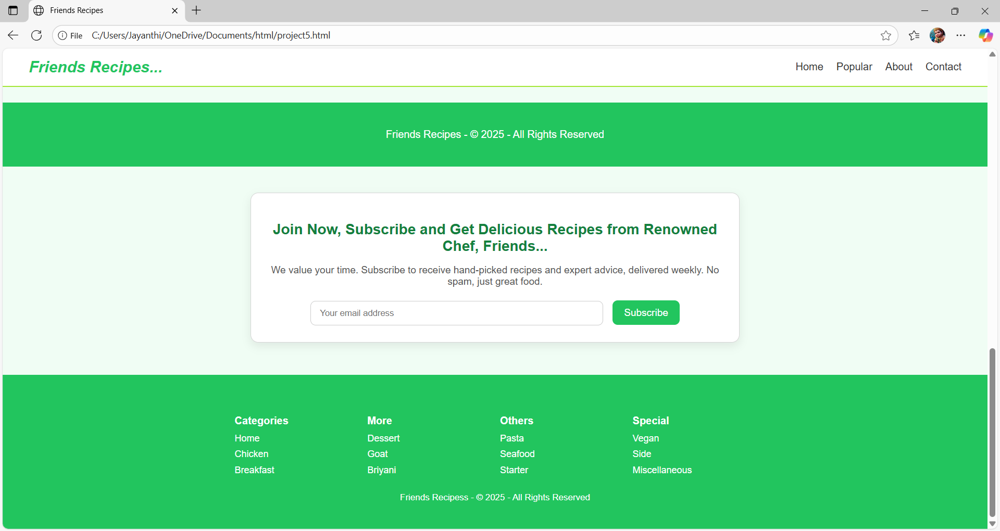 Friends Recipes
File C:/Users/Jayanthi/OneDrive/Documents/html/project5.html
Friends Recipes...
Home Popular About Contact
Friends Recipes - © 2025 - All Rights Reserved
Join Now, Subscribe and Get Delicious Recipes from Renowned
Chef, Friends...
We value your time. Subscribe to receive hand-picked recipes and expert advice, delivered weekly. No
spam, just great food.
Your email address
Subscribe
Categories
Home
Chicken
Breakfast
More
Dessert
Goat
Briyani
Others
Pasta
Seafood
Starter
Special
Vegan
Side
Miscellaneous
Friends Recipess - © 2025 - All Rights Reserved